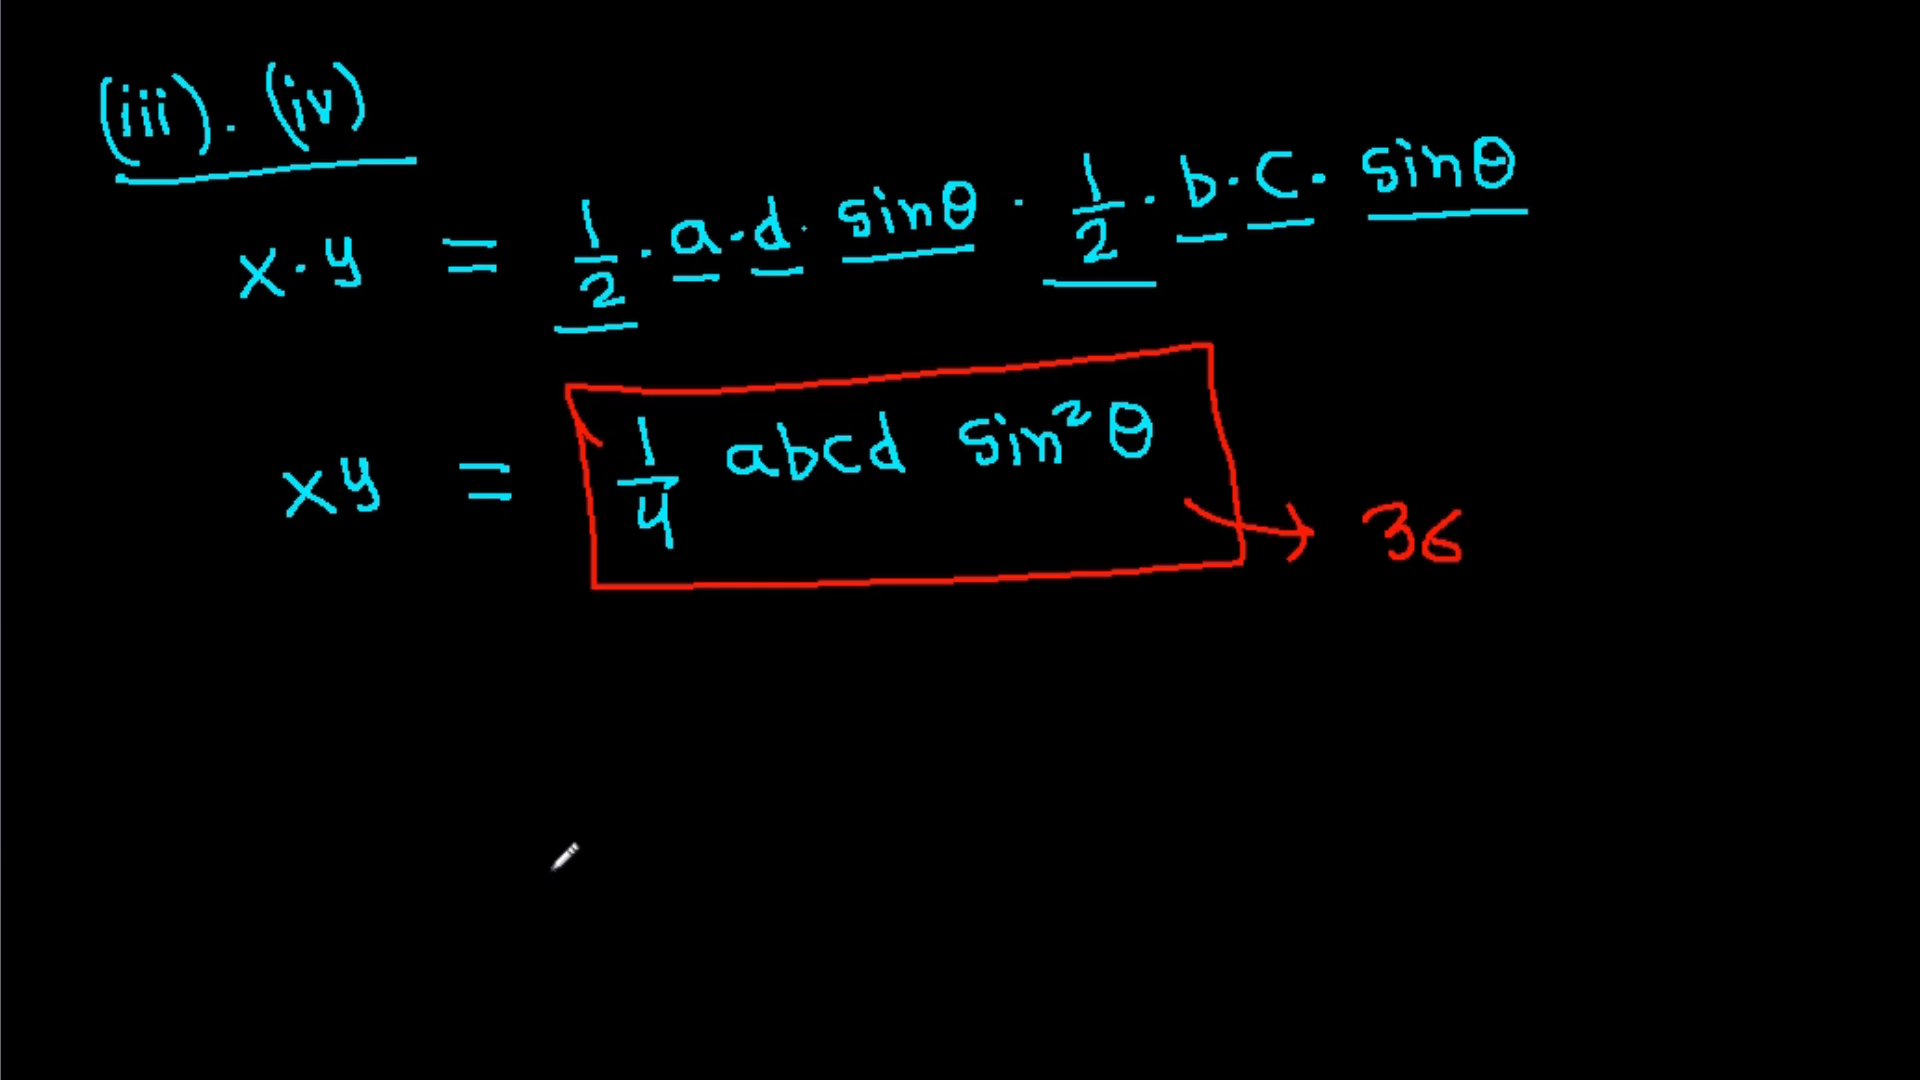 (iii). (iv)
x·y = 1/2 · a·d· sinθ · 1/2 · b·c· sinθ
xy = 1/4 abcd sin²θ → 36